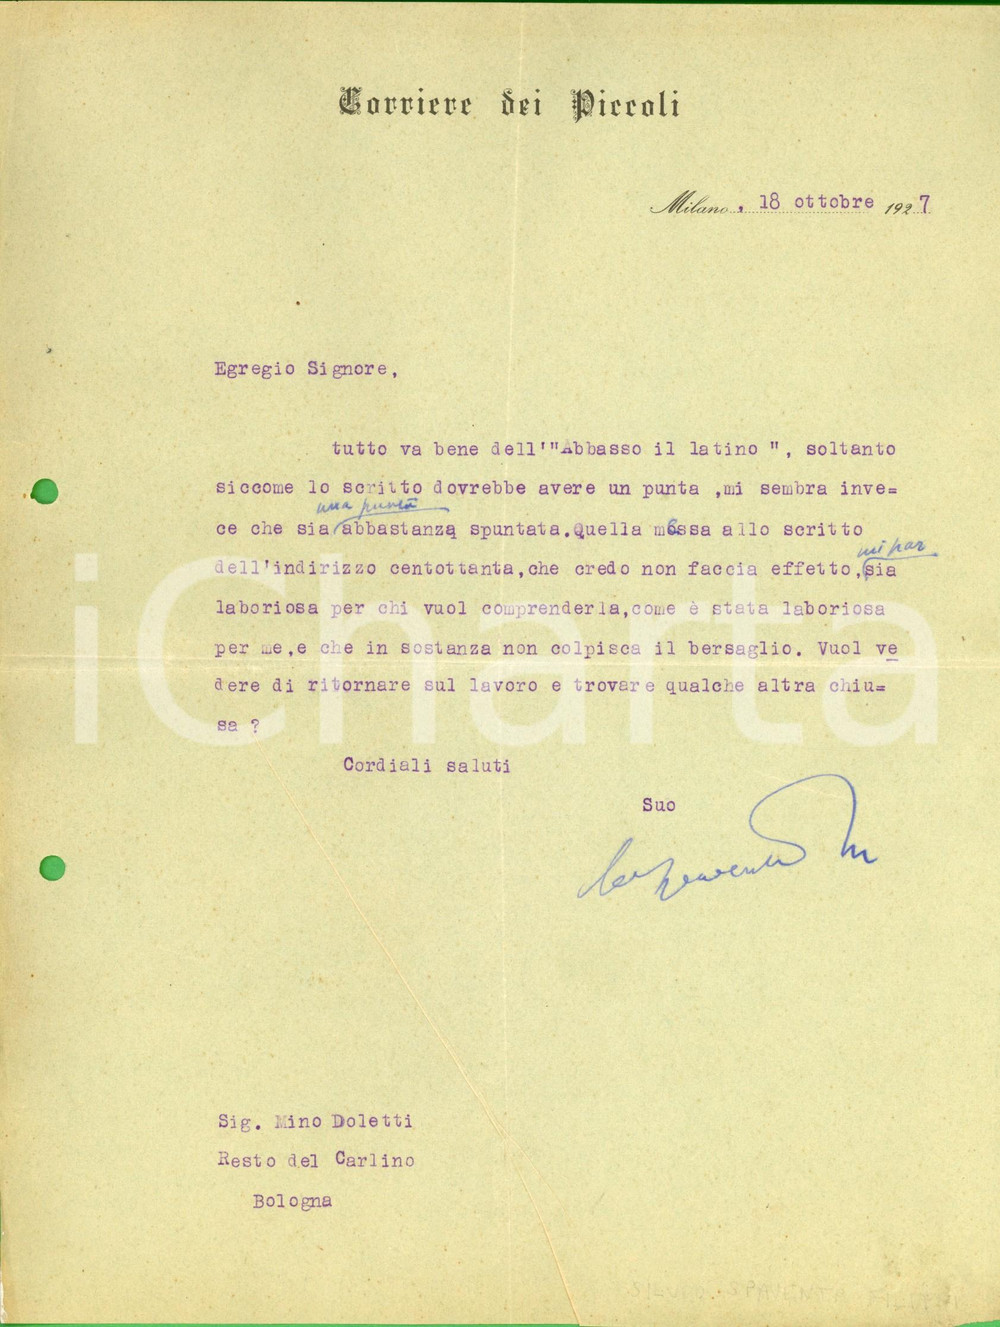 Corriere dei Piccoli
Milano, 18 ottobre 1927
Egregio Signore,
tutto va bene dell'"Abbasso il latino ", soltanto
siccome lo scritto dovrebbe avere un punta ,mi sembra inve=
una punta
ce che sia abbastanza spuntata.Quella messa allo scritto
mi par
dell'indirizzo centottanta,che credo non faccia effetto,sia
laboriosa per chi vuol comprenderla,come è stata laboriosa
per me,e che in sostanza non colpisca il bersaglio. Vuol ve
dere di ritornare sul lavoro e trovare qualche altra chiu=
sa ?
Cordiali saluti
Suo
Sig. Mino Doletti
Resto del Carlino
Bologna
iCharta